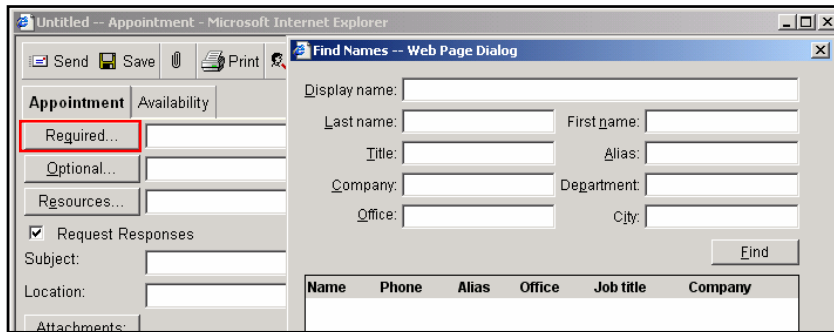 Untitled -- Appointment - Microsoft Internet Explorer
Send Save Print
Appointment Availability
Required...
Optional...
Resources...
Request Responses
Subject:
Location:
Attachments:
Find Names -- Web Page Dialog
Display name:
Last name: First name:
Title: Alias:
Company: Department:
Office: City:
Find
Name Phone Alias Office Job title Company